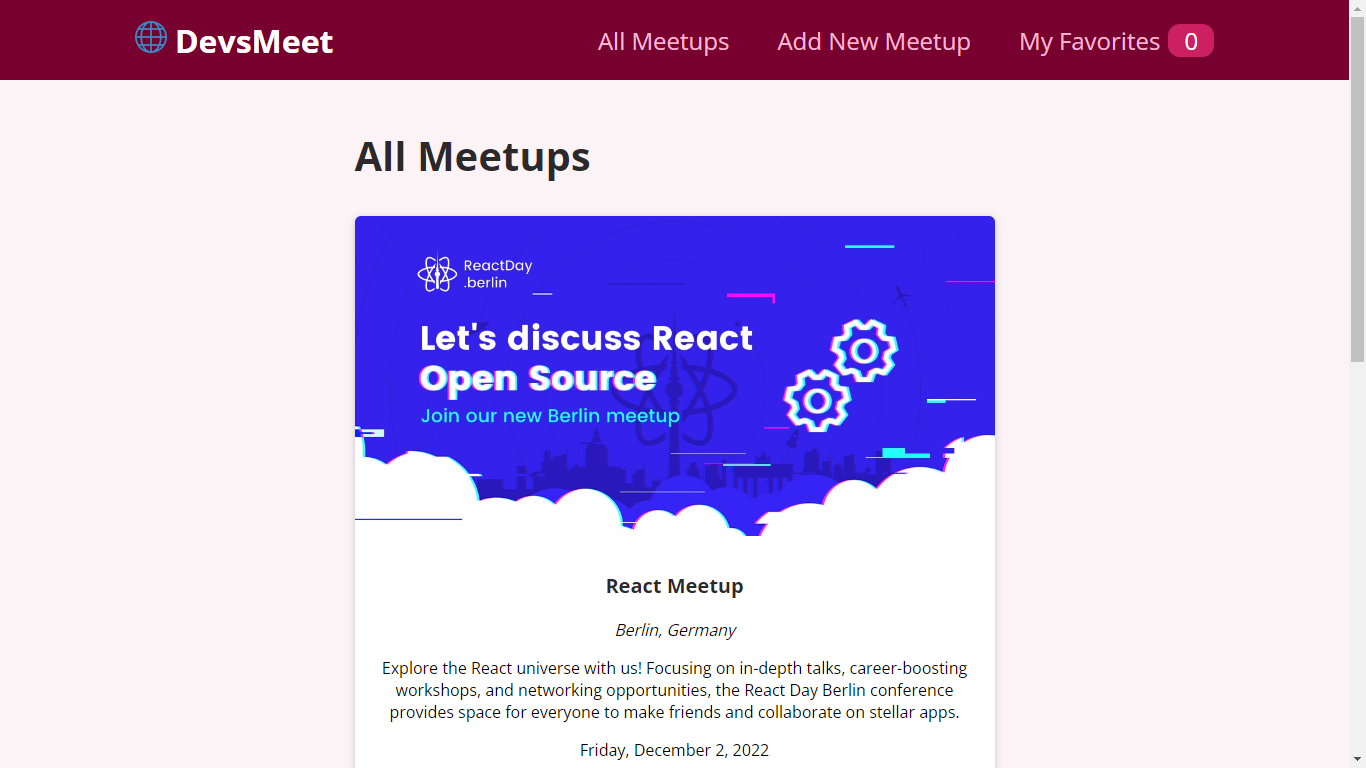 DevsMeet
All Meetups
Add New Meetup
My Favorites 0
All Meetups
ReactDay
.berlin
Let's discuss React
Open Source
Join our new Berlin meetup
React Meetup
Berlin, Germany
Explore the React universe with us! Focusing on in-depth talks, career-boosting
workshops, and networking opportunities, the React Day Berlin conference
provides space for everyone to make friends and collaborate on stellar apps.
Friday, December 2, 2022